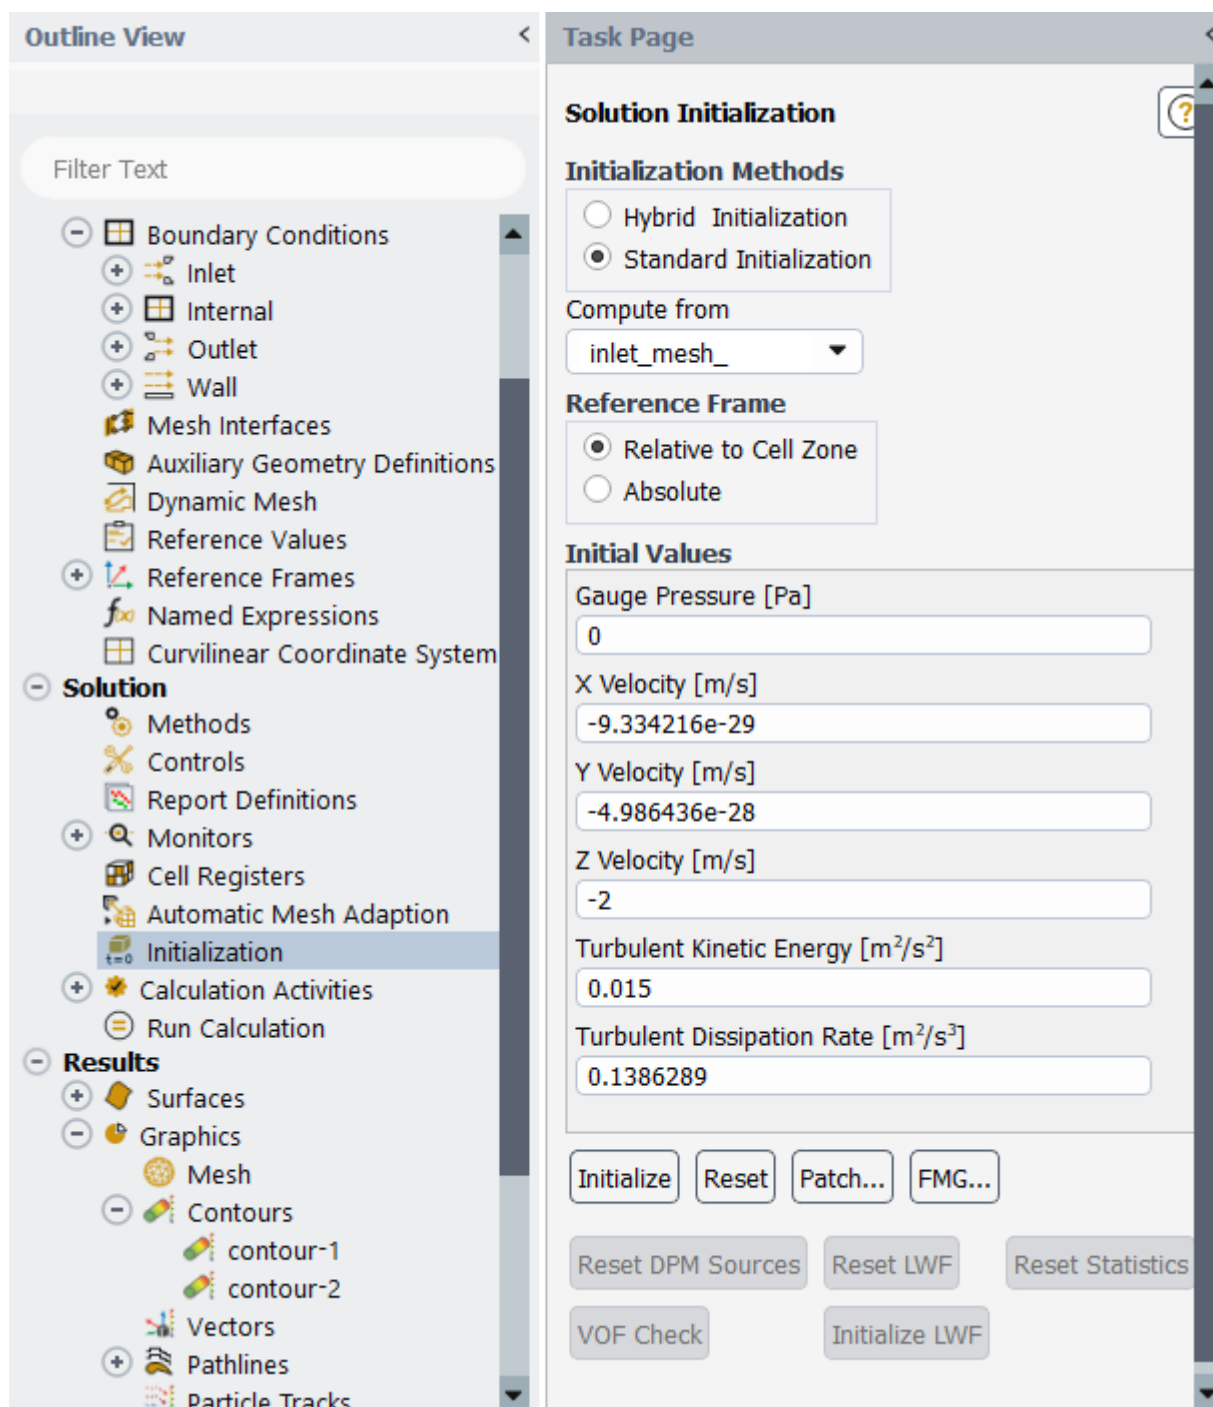 Outline View
Filter Text
Boundary Conditions
Inlet
Internal
Outlet
Wall
Mesh Interfaces
Auxiliary Geometry Definitions
Dynamic Mesh
Reference Values
Reference Frames
f(x) Named Expressions
Curvilinear Coordinate System
Solution
Methods
Controls
Report Definitions
Monitors
Cell Registers
Automatic Mesh Adaption
t=0 Initialization
Calculation Activities
Run Calculation
Results
Surfaces
Graphics
Mesh
Contours
contour-1
contour-2
Vectors
Pathlines
Particle Tracks
Task Page
Solution Initialization
?
Initialization Methods
Hybrid Initialization
Standard Initialization
Compute from
inlet_mesh_
Reference Frame
Relative to Cell Zone
Absolute
Initial Values
Gauge Pressure [Pa]
0
X Velocity [m/s]
-9.334216e-29
Y Velocity [m/s]
-4.986436e-28
Z Velocity [m/s]
-2
Turbulent Kinetic Energy [m²/s²]
0.015
Turbulent Dissipation Rate [m²/s³]
0.1386289
Initialize Reset Patch... FMG...
Reset DPM Sources Reset LWF Reset Statistics
VOF Check Initialize LWF